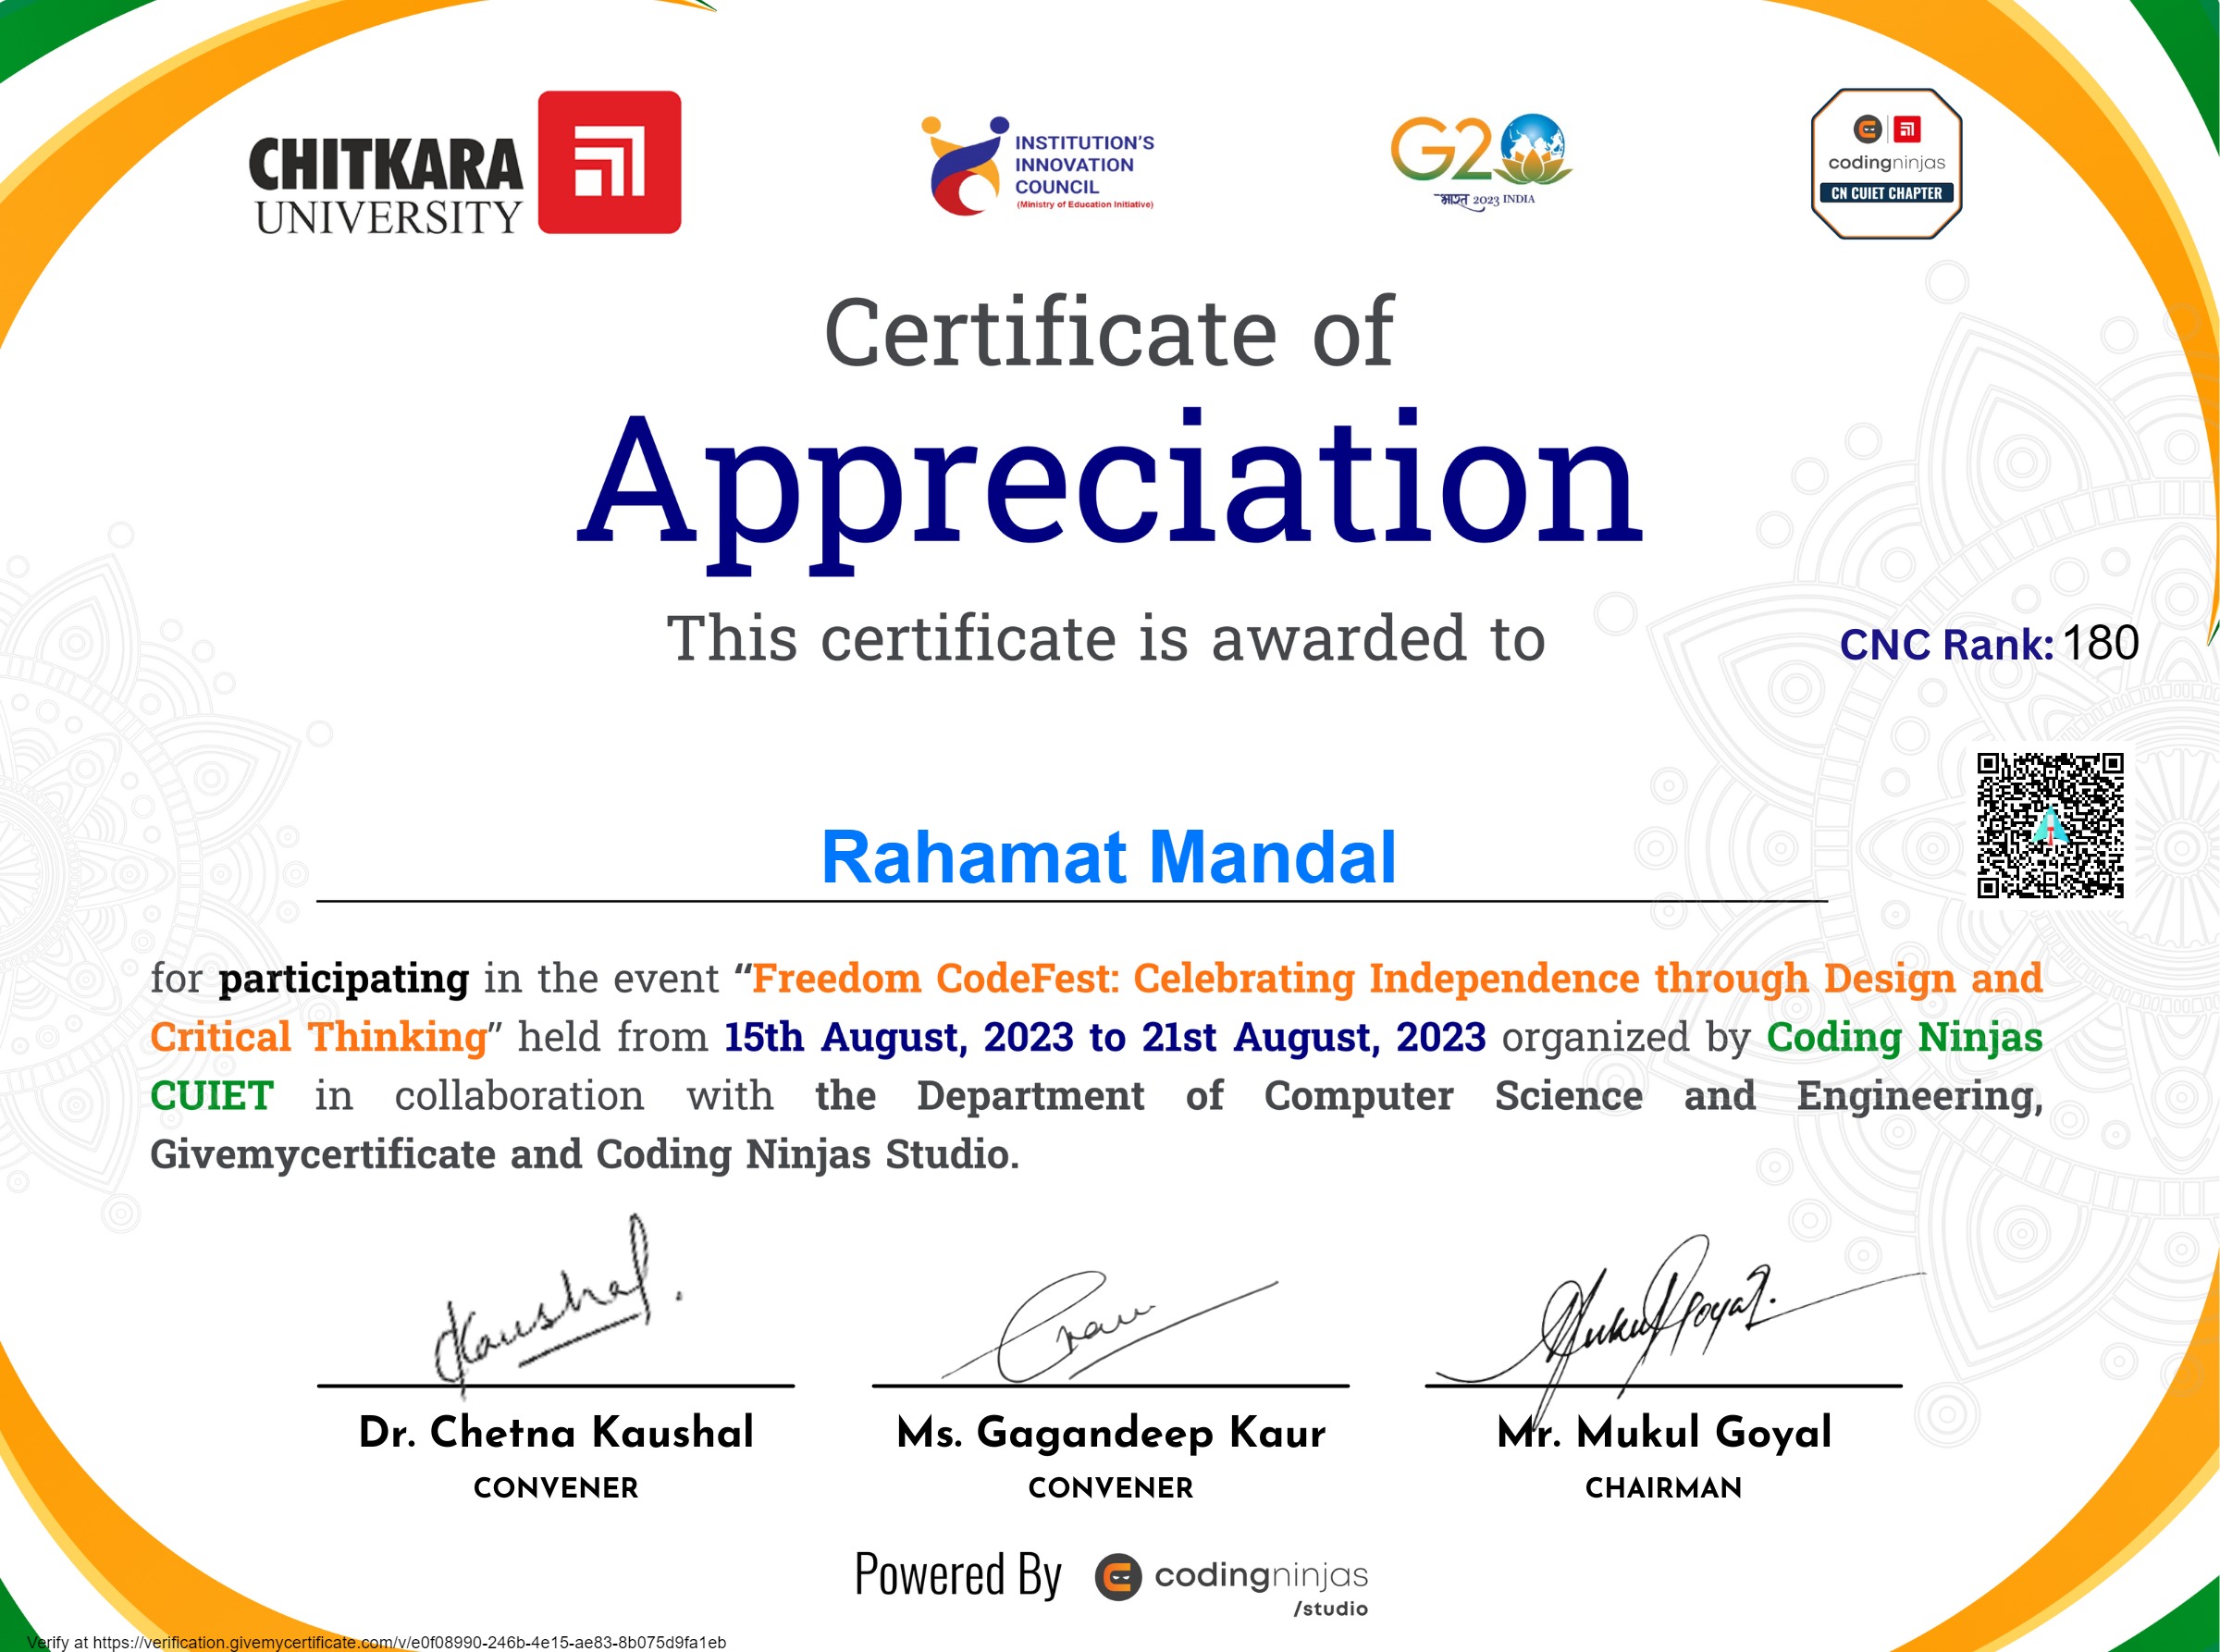 CHITKARA
UNIVERSITY
INSTITUTION'S
INNOVATION
COUNCIL
(Ministry of Education Initiative)
G20
भारत 2023 INDIA
codingninjas
CN CUIET CHAPTER
Certificate of
Appreciation
This certificate is awarded to
CNC Rank: 180
Rahamat Mandal
for participating in the event “Freedom CodeFest: Celebrating Independence through Design and
Critical Thinking” held from 15th August, 2023 to 21st August, 2023 organized by Coding Ninjas
CUIET in collaboration with the Department of Computer Science and Engineering,
Givemycertificate and Coding Ninjas Studio.
Kaushal.
Mukul Goyal.
Dr. Chetna Kaushal
CONVENER
Ms. Gagandeep Kaur
CONVENER
Mr. Mukul Goyal
CHAIRMAN
Powered By codingninjas
/studio
Verify at https://verification.givemycertificate.com/v/e0f08990-246b-4e15-ae83-8b075d9fa1eb